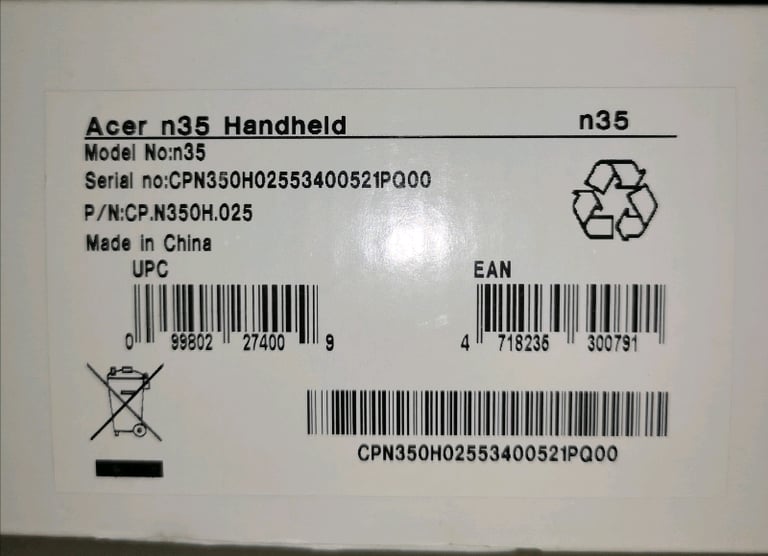 Acer n35 Handheld n35
Model No:n35
Serial no:CPN350H02553400521PQ00
P/N:CP.N350H.025
Made in China
UPC EAN
0 99802 27400 9 4 718235 300791
CPN350H02553400521PQ00